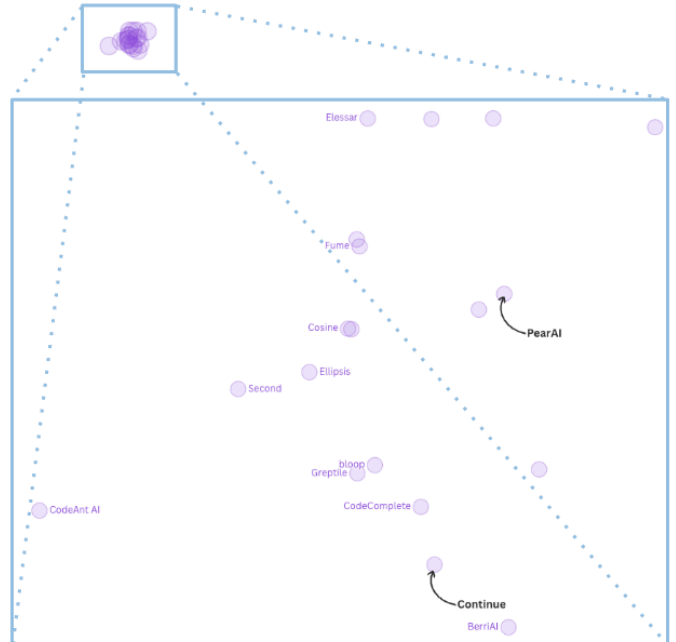 Elessar
Fume
PearAI
Cosine
Ellipsis
Second
bloop
Greptile
CodeComplete
CodeAnt AI
Continue
BerriAI